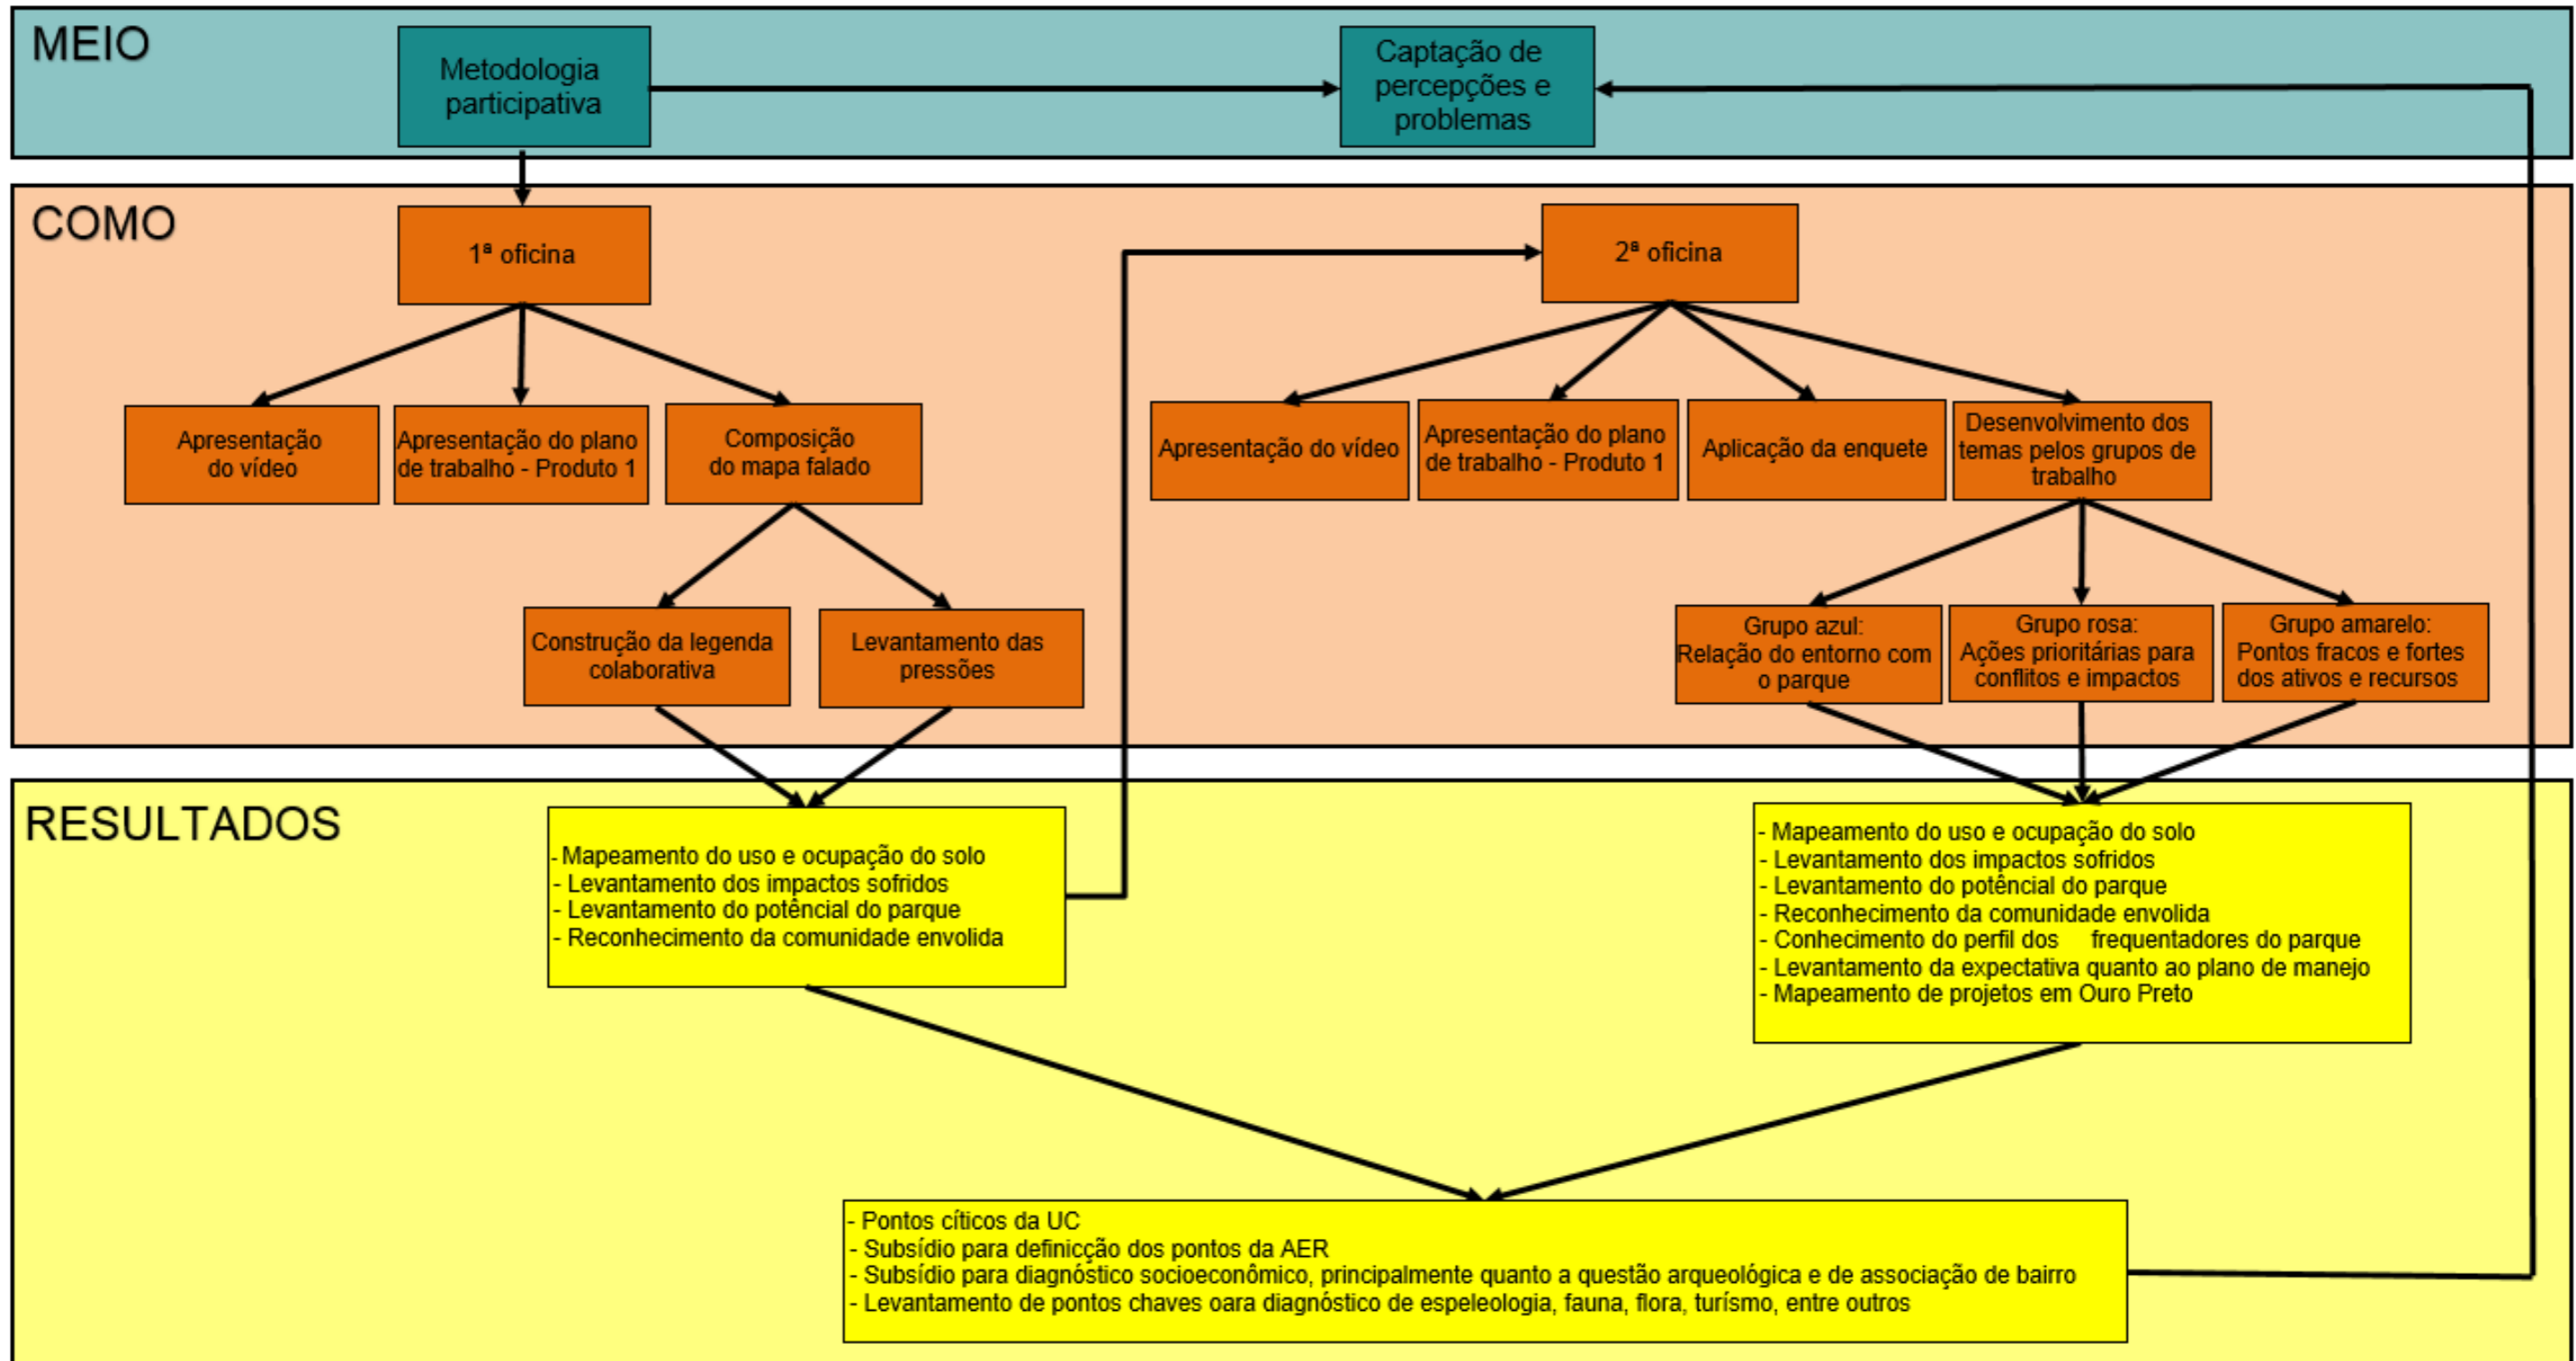 MEIO
Metodologia
participativa
Captação de
percepções e
problemas
COMO
1ª oficina
2ª oficina
Apresentação
do vídeo
Apresentação do plano
de trabalho - Produto 1
Composição
do mapa falado
Apresentação do vídeo
Apresentação do plano
de trabalho - Produto 1
Aplicação da enquete
Desenvolvimento dos
temas pelos grupos de
trabalho
Construção da legenda
colaborativa
Levantamento das
pressões
Grupo azul:
Relação do entorno com
o parque
Grupo rosa:
Ações prioritárias para
conflitos e impactos
Grupo amarelo:
Pontos fracos e fortes
dos ativos e recursos
RESULTADOS
- Mapeamento do uso e ocupação do solo
- Levantamento dos impactos sofridos
- Levantamento do potêncial do parque
- Reconhecimento da comunidade envolida
- Mapeamento do uso e ocupação do solo
- Levantamento dos impactos sofridos
- Levantamento do potêncial do parque
- Reconhecimento da comunidade envolida
- Conhecimento do perfil dos frequentadores do parque
- Levantamento da expectativa quanto ao plano de manejo
- Mapeamento de projetos em Ouro Preto
- Pontos cíticos da UC
- Subsídio para definicção dos pontos da AER
- Subsídio para diagnóstico socioeconômico, principalmente quanto a questão arqueológica e de associação de bairro
- Levantamento de pontos chaves oara diagnóstico de espeleologia, fauna, flora, turísmo, entre outros